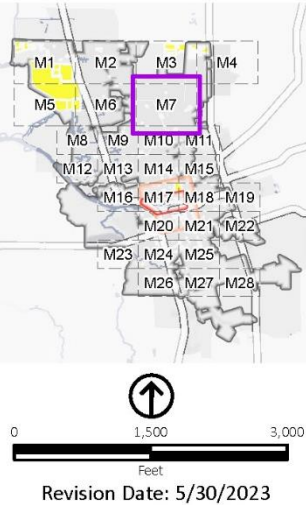 M1 M2 M3 M4
M5 M6 M7
M8 M9 M10 M11
M12 M13 M14 M15
M16 M17 M18 M19
M20 M21 M22
M23 M24 M25
M26 M27 M28
0 1,500 3,000
Feet
Revision Date: 5/30/2023